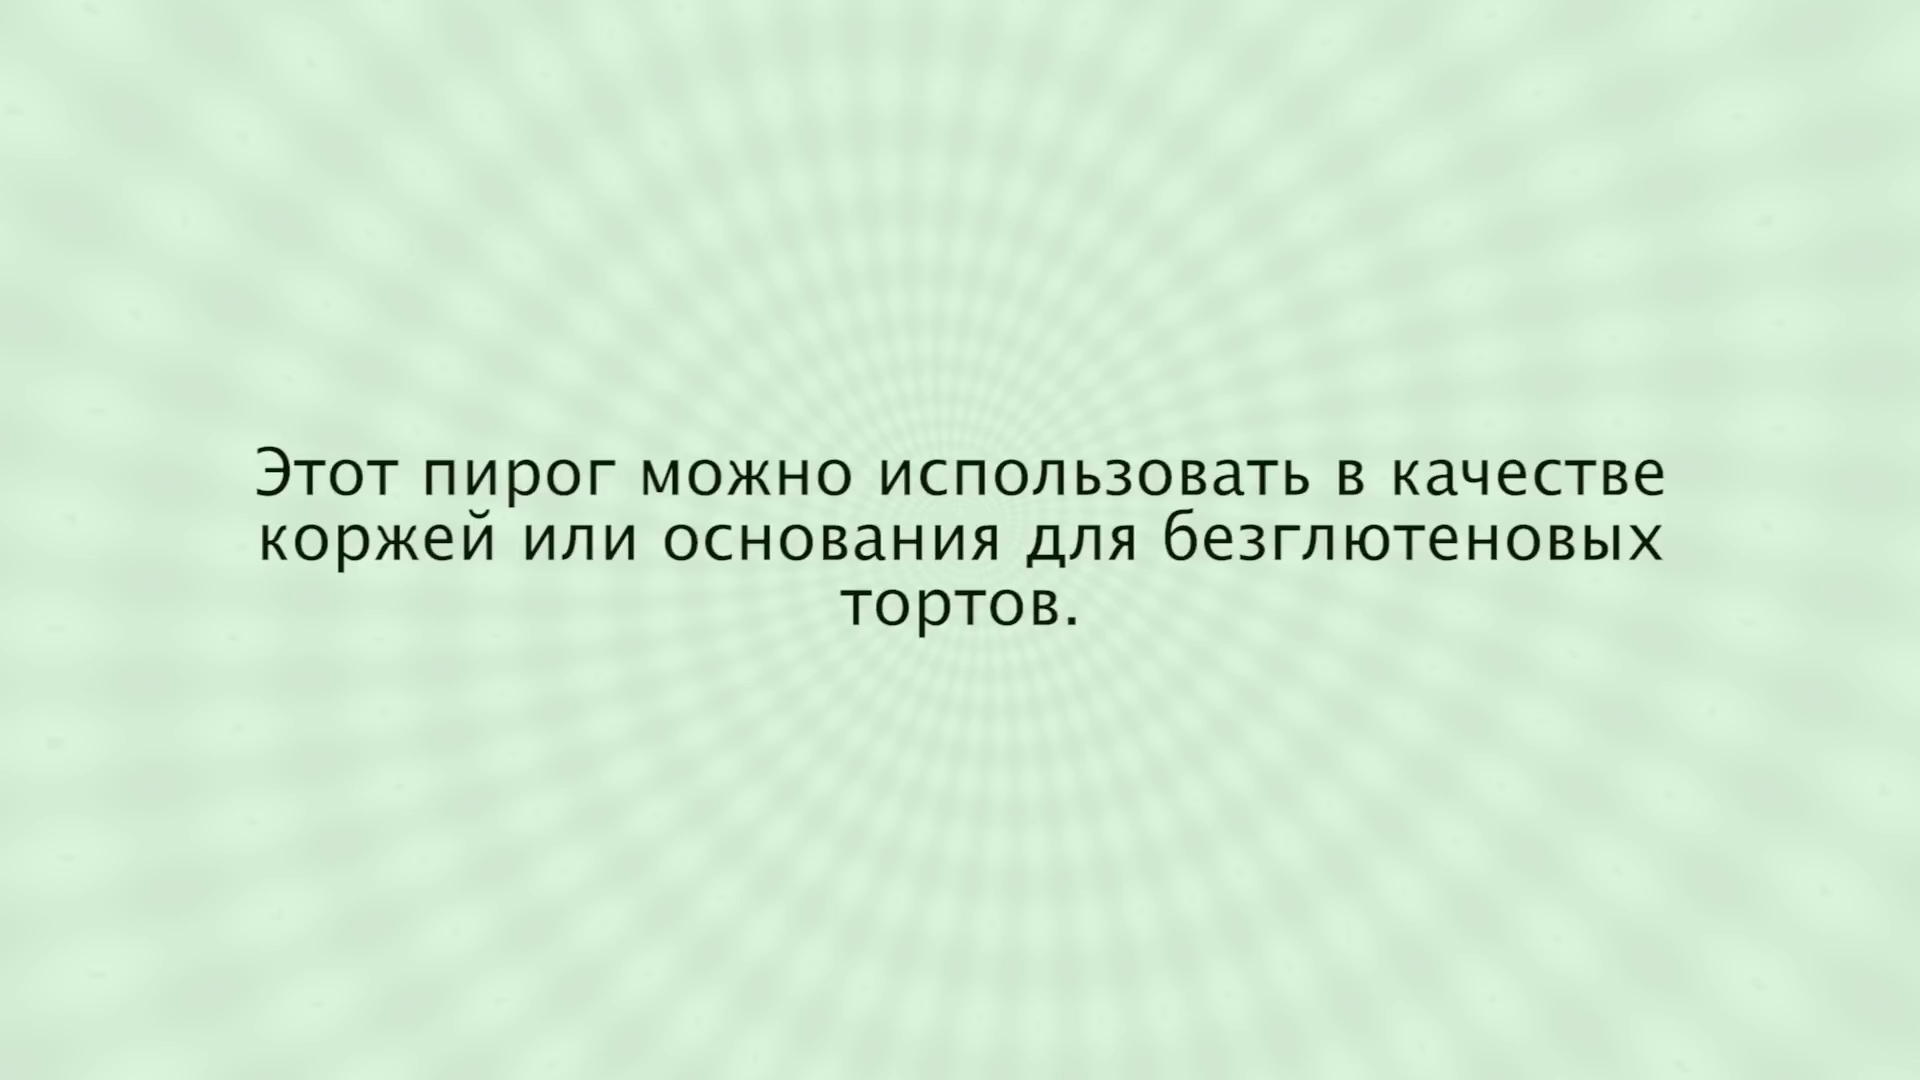 Этот пирог можно использовать в качестве
коржей или основания для безглютеновых
тортов.